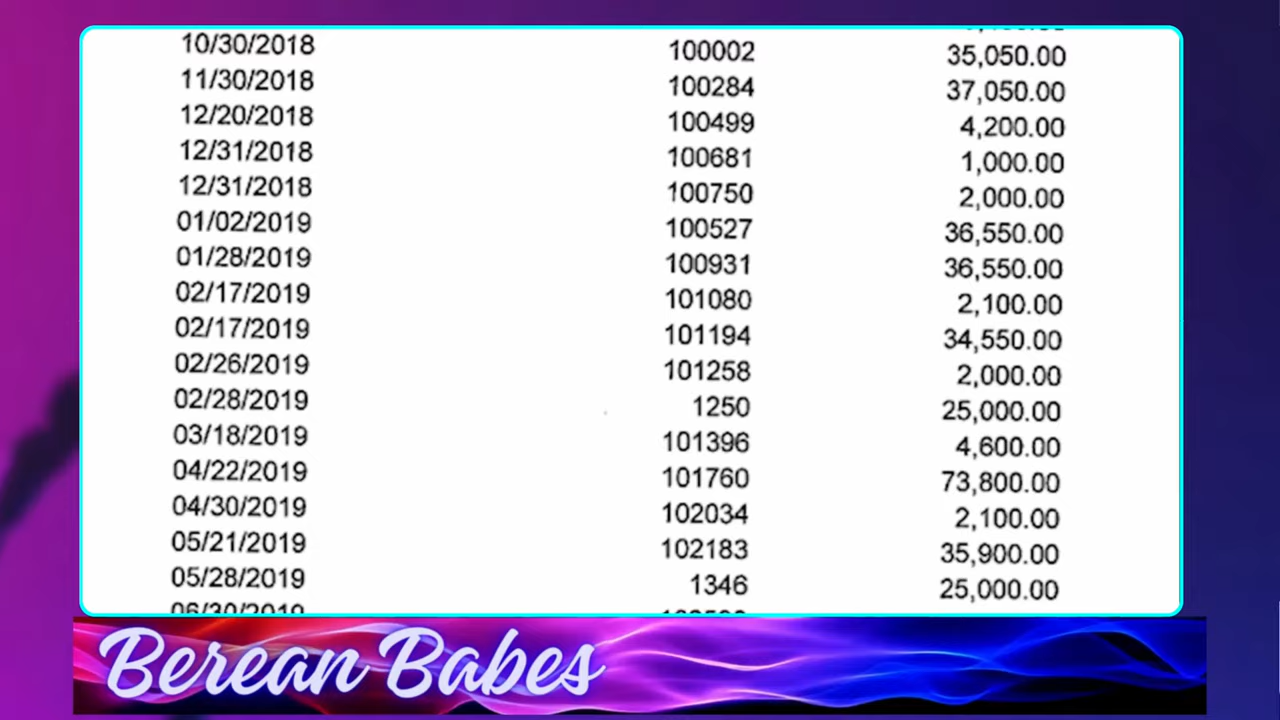 10/30/2018 100002 35,050.00
11/30/2018 100284 37,050.00
12/20/2018 100499 4,200.00
12/31/2018 100681 1,000.00
12/31/2018 100750 2,000.00
01/02/2019 100527 36,550.00
01/28/2019 100931 36,550.00
02/17/2019 101080 2,100.00
02/17/2019 101194 34,550.00
02/26/2019 101258 2,000.00
02/28/2019 1250 25,000.00
03/18/2019 101396 4,600.00
04/22/2019 101760 73,800.00
04/30/2019 102034 2,100.00
05/21/2019 102183 35,900.00
05/28/2019 1346 25,000.00
06/30/2019
Berean Babes